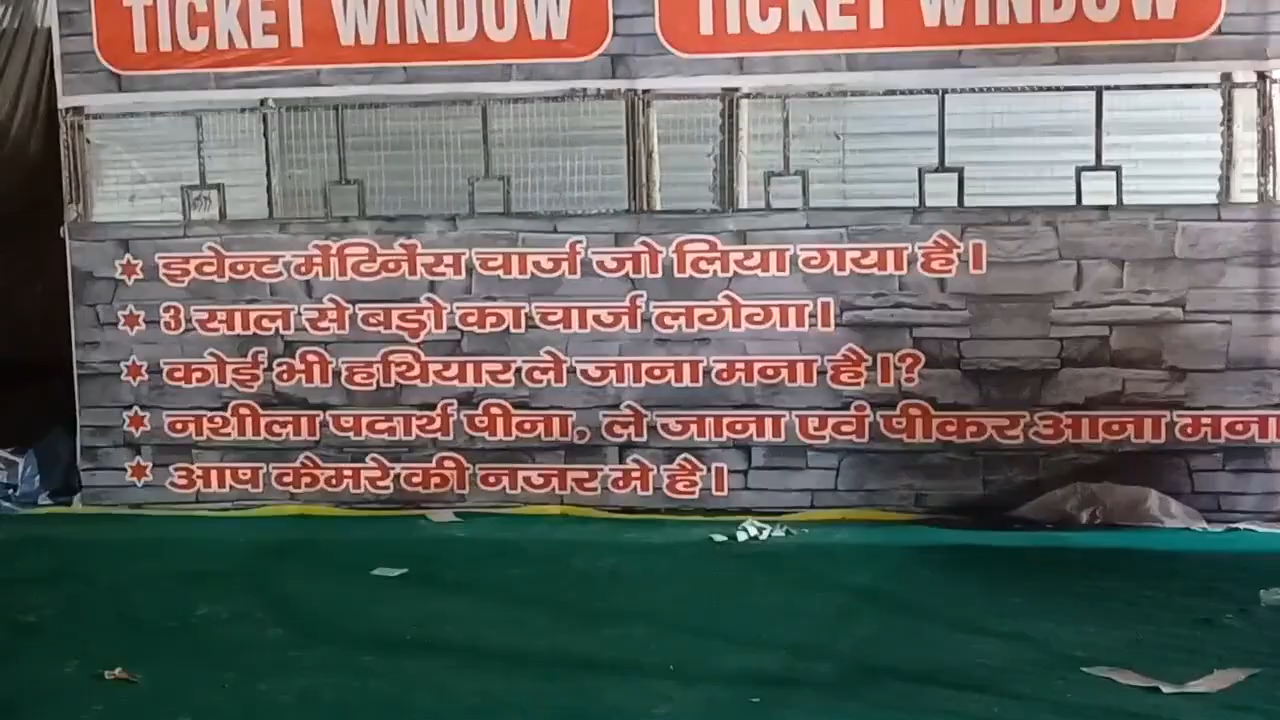 TICKET WINDOW TICKET WINDOW
इवेन्ट मेंटिनेंस चार्ज जो लिया गया है।
3 साल से बड़ो का चार्ज लगेगा।
कोई भी हथियार ले जाना मना है।?
नशीला पदार्थ पीना, ले जाना एवं पीकर आना मना
आप केमरे की नजर मे है।